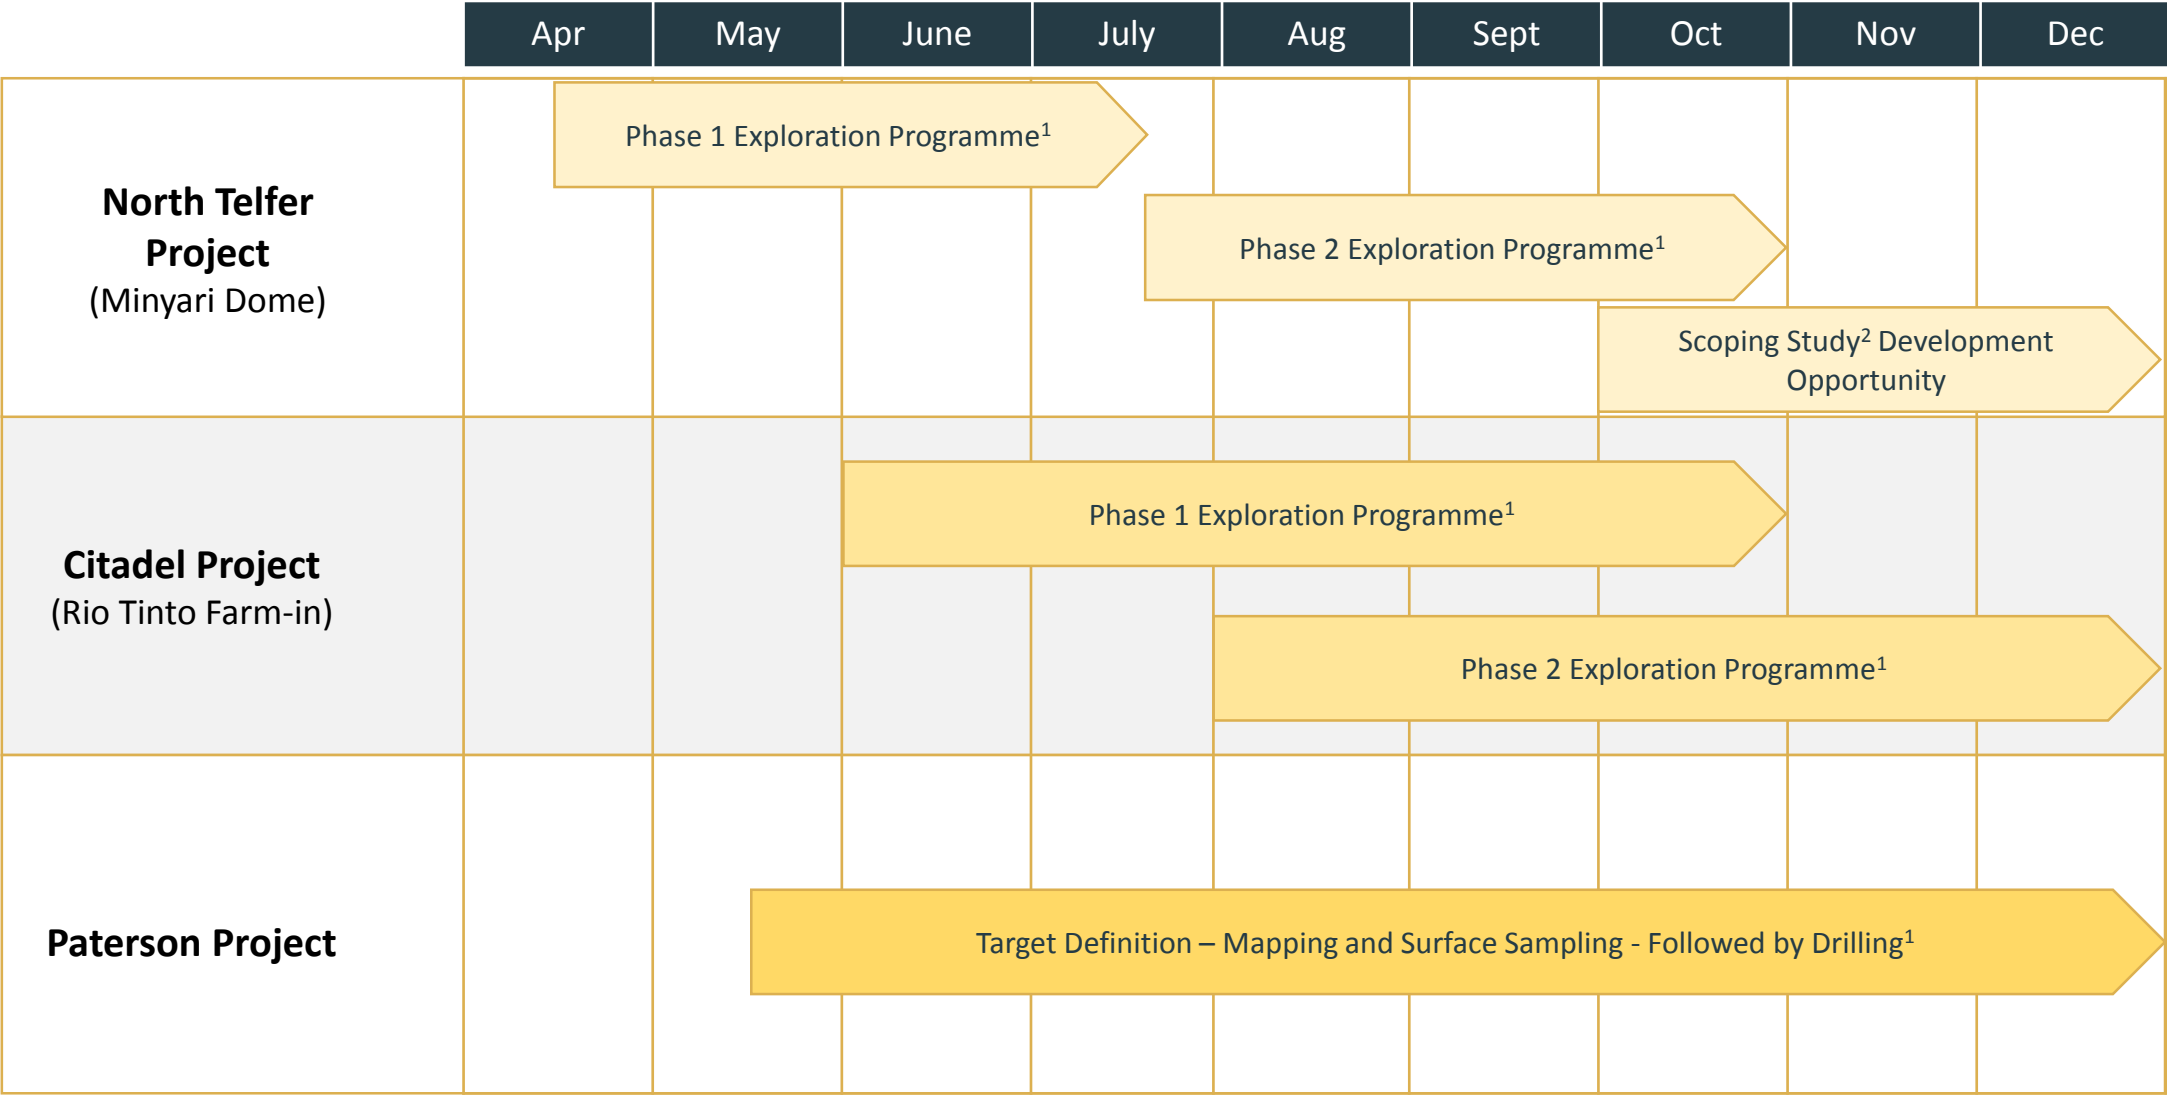 Apr May June July Aug Sept Oct Nov Dec
North Telfer
Project
(Minyari Dome)
Phase 1 Exploration Programme¹
Phase 2 Exploration Programme¹
Scoping Study² Development
Opportunity
Citadel Project
(Rio Tinto Farm-in)
Phase 1 Exploration Programme¹
Phase 2 Exploration Programme¹
Paterson Project
Target Definition – Mapping and Surface Sampling - Followed by Drilling¹